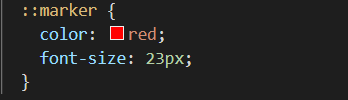 ::marker {
  color: red;
  font-size: 23px;
}